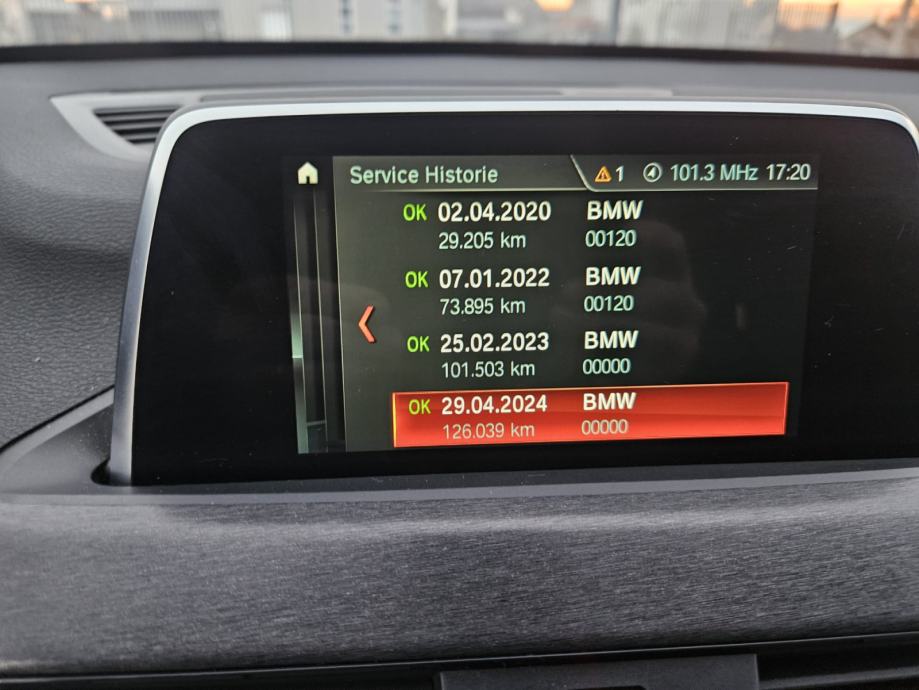 Service Historie 1 101.3 MHz 17:20
OK 02.04.2020 BMW
29.205 km 00120
OK 07.01.2022 BMW
73.895 km 00120
OK 25.02.2023 BMW
101.503 km 00000
OK 29.04.2024 BMW
126.039 km 00000